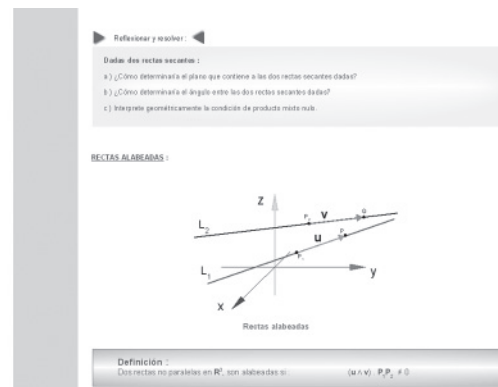 Reflexionar y resolver:
Dadas dos rectas secantes :
a ) ¿Cómo determinaría el plano que contiene a las dos rectas secantes dadas?
b ) ¿Cómo determinaría el ángulo entre las dos rectas secantes dadas?
c ) Interprete geométricamente la condición de producto mixto nulo.
RECTAS ALABEADAS :
Z
L2
P2
v
Q
u
P
L1
P1
y
x
Rectas alabeadas
Definición :
Dos rectas no paralelas en R³, son alabeadas si : (u ∧ v) . P1P2 ≠ 0